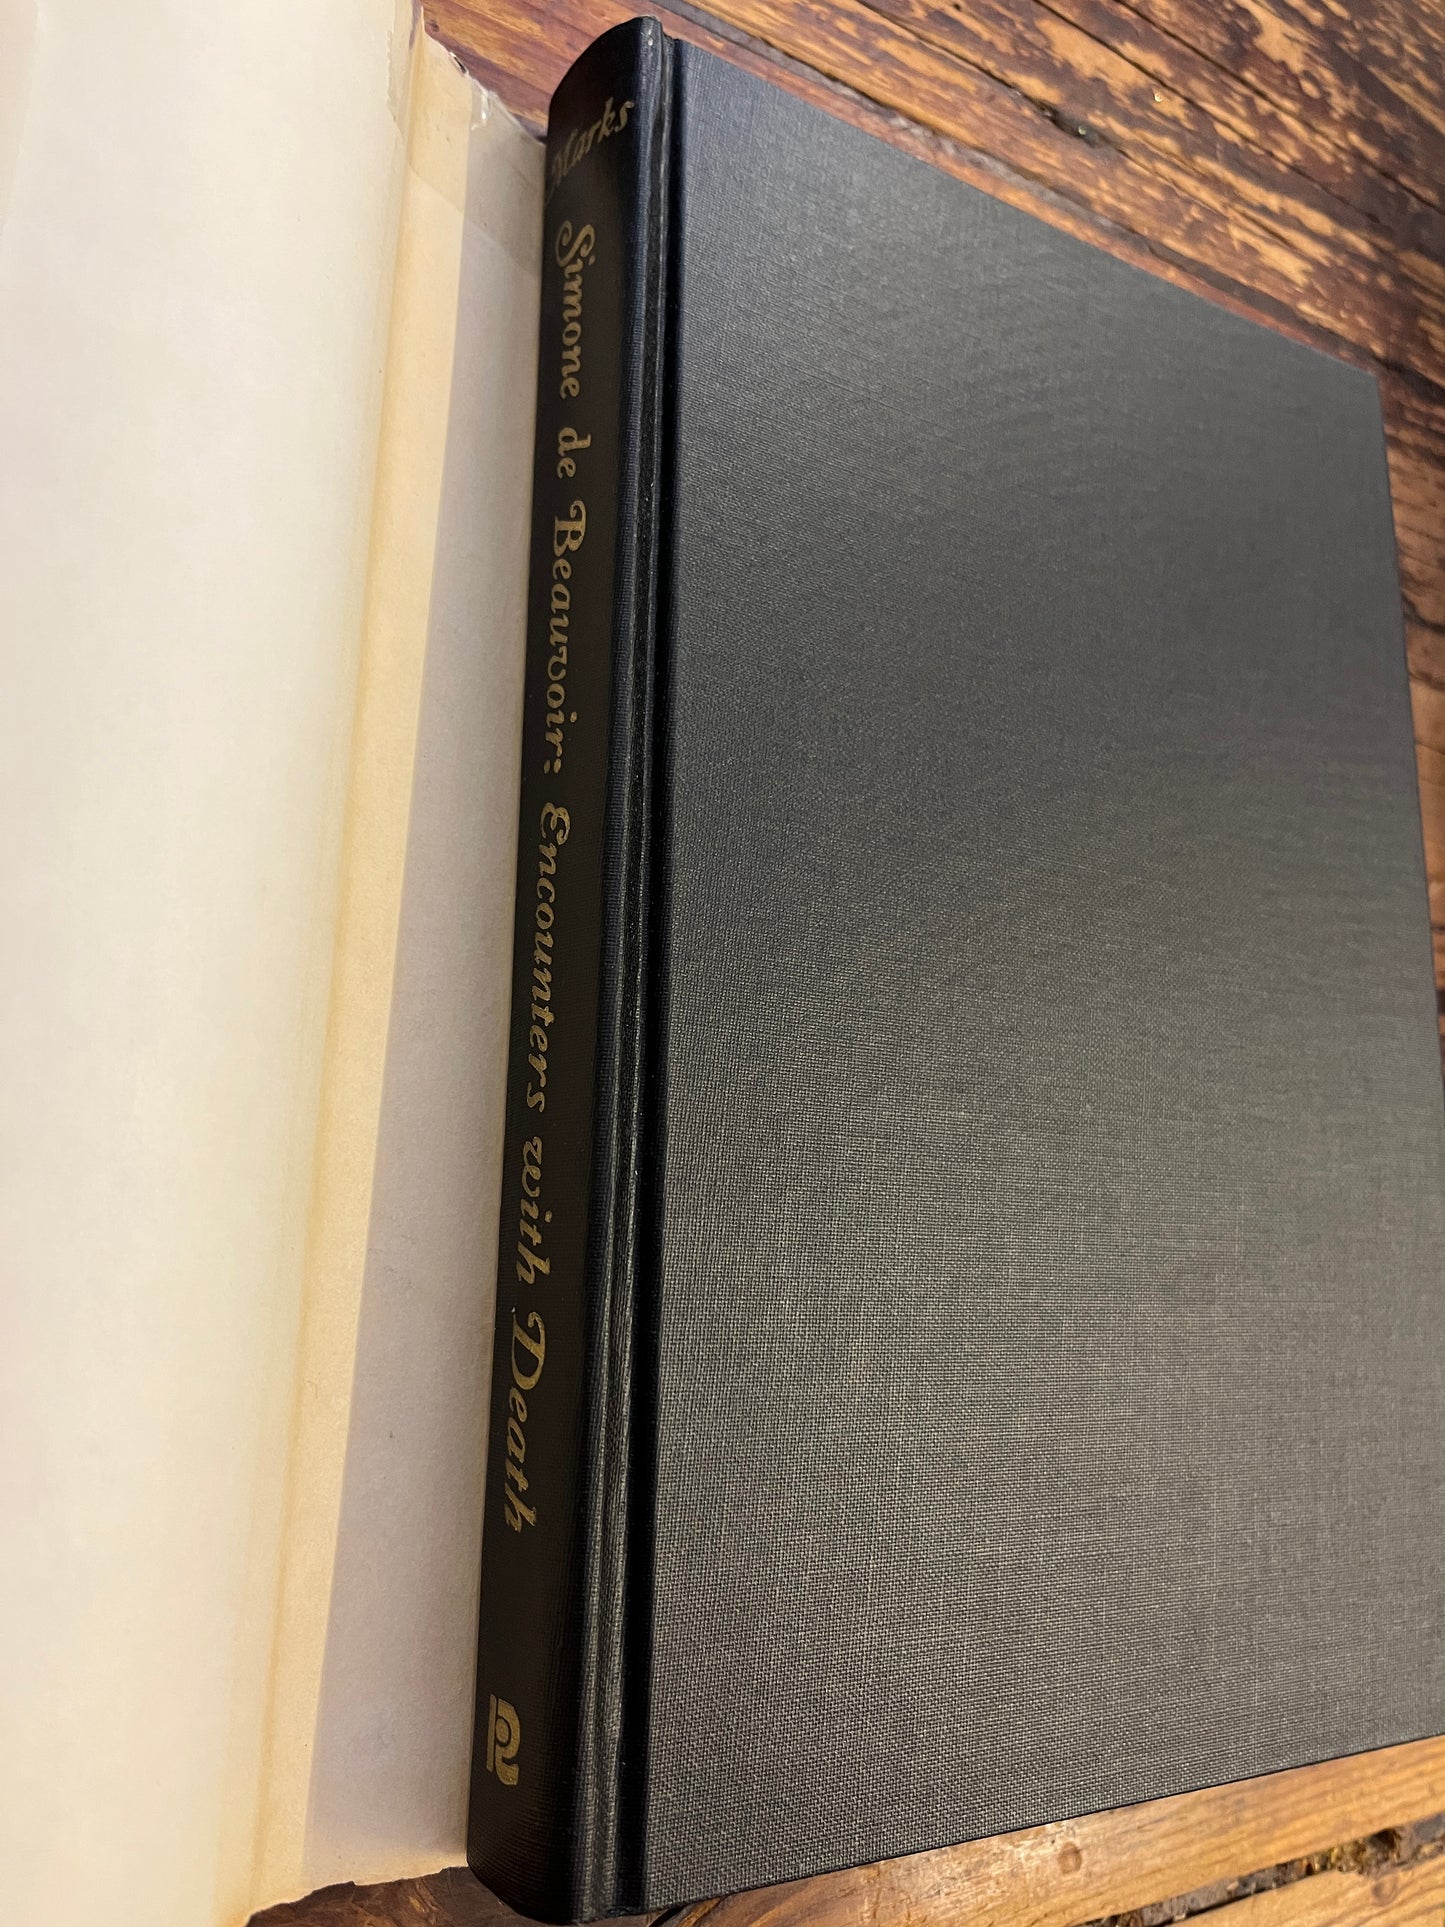 Marks
Simone de Beauvoir: Encounters with Death